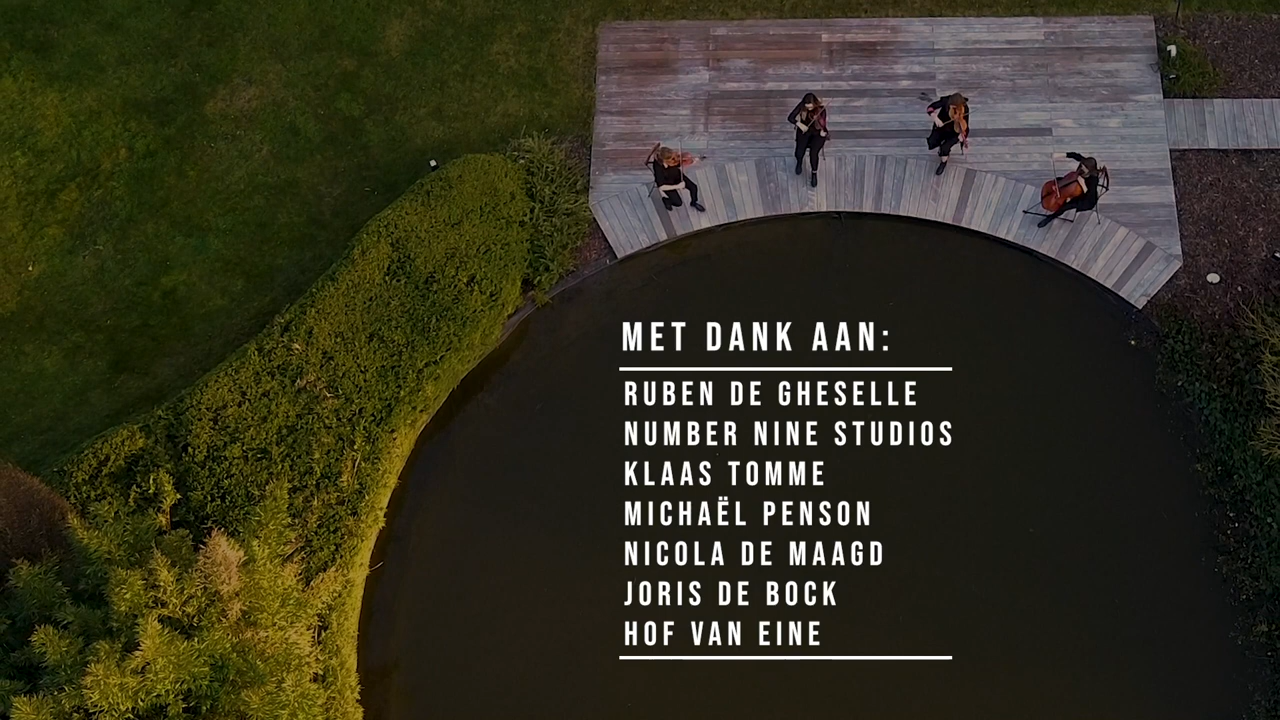 MET DANK AAN:
RUBEN DE GHESELLE
NUMBER NINE STUDIOS
KLAAS TOMME
MICHAËL PENSON
NICOLA DE MAAGD
JORIS DE BOCK
HOF VAN EINE